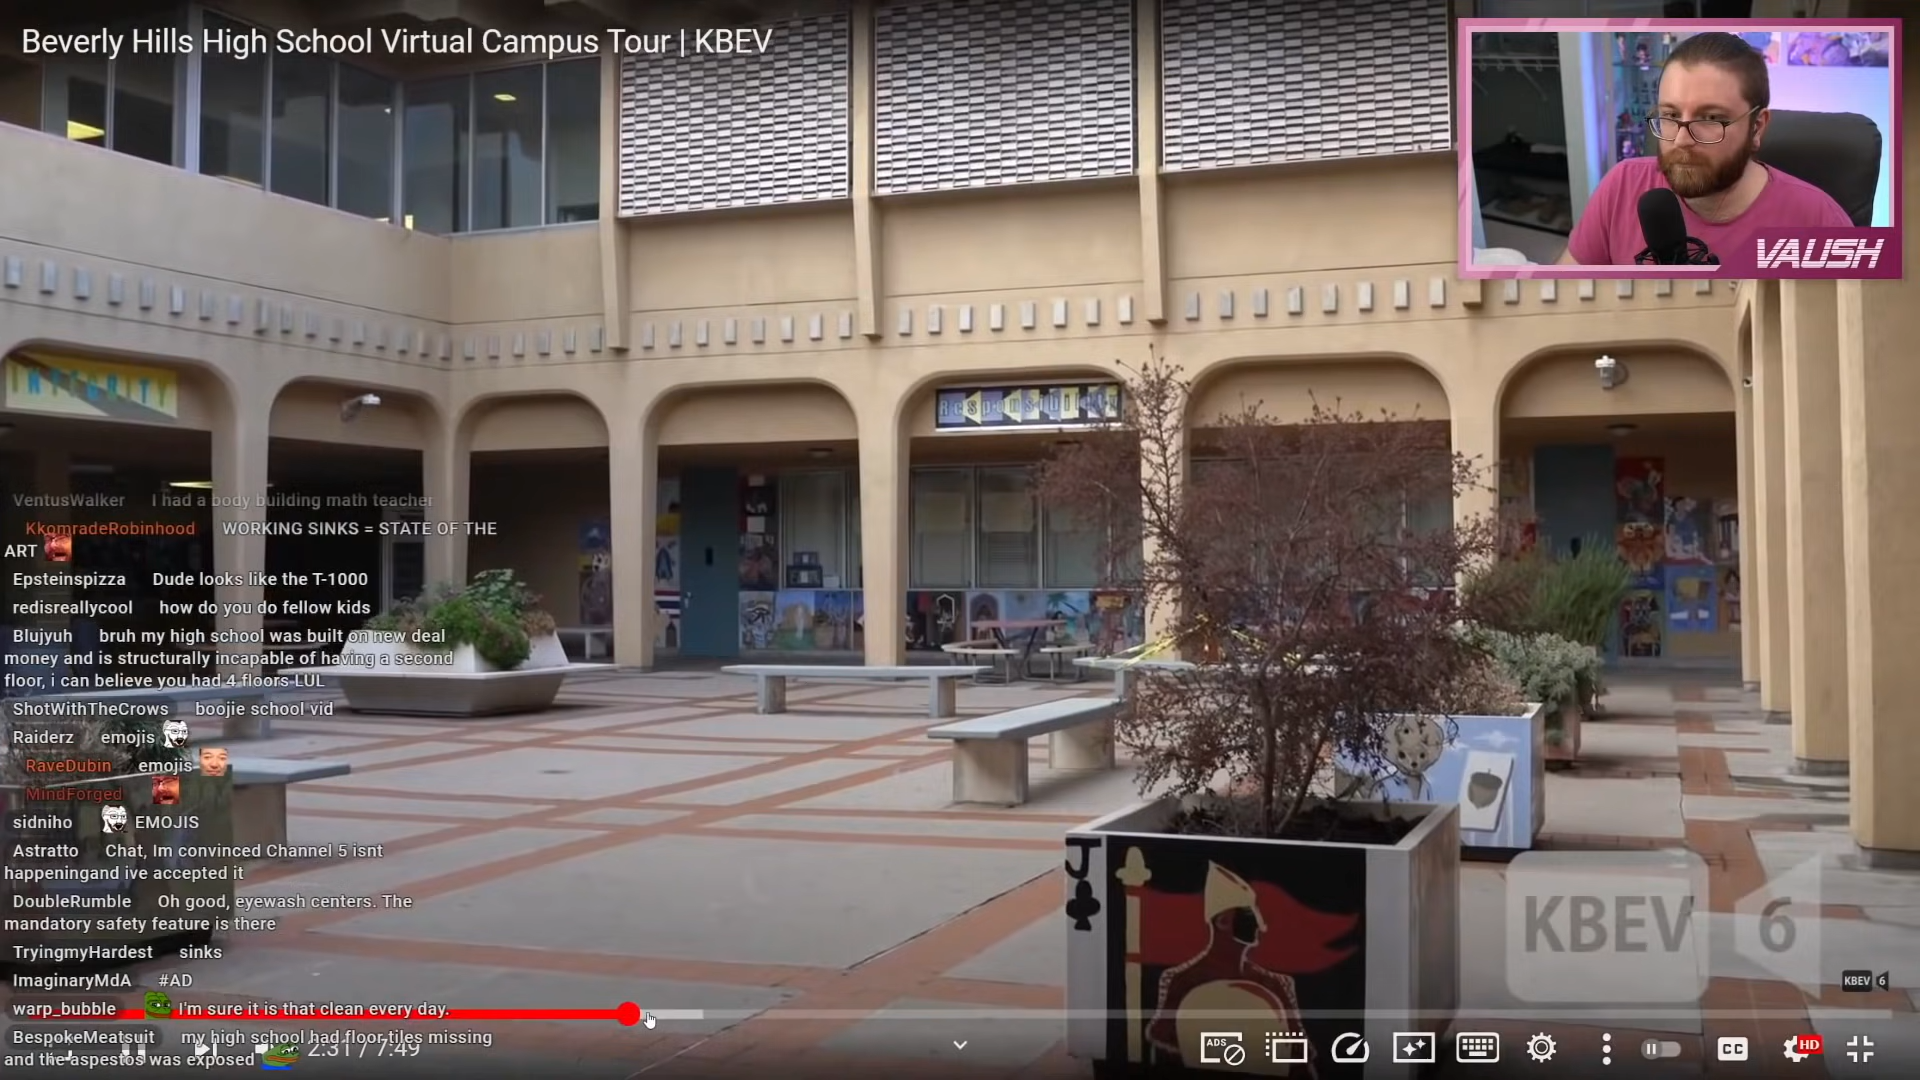 Beverly Hills High School Virtual Campus Tour | KBEV
VAUSH
INTEGRITY
Responsibility
VentusWalker I had a body building math teacher
KkomradeRobinhood WORKING SINKS = STATE OF THE
ART
Epsteinspizza Dude looks like the T-1000
redisreallycool how do you do fellow kids
Blujyuh bruh my high school was built on new deal
money and is structurally incapable of having a second
floor, i can believe you had 4 floors LUL
ShotWithTheCrows boojie school vid
Raiderz emojis
RaveDubin emojis
MindForged
sidniho EMOJIS
Astratto Chat, Im convinced Channel 5 isnt
happeningand ive accepted it
DoubleRumble Oh good, eyewash centers. The
mandatory safety feature is there
TryingmyHardest sinks
ImaginaryMdA #AD
warp_bubble I'm sure it is that clean every day.
BespokeMeatsuit my high school had floor tiles missing
and the aspestos was exposed
2:31 / 7:49
J
KBEV 6
KBEV 6
ADS
CC
HD